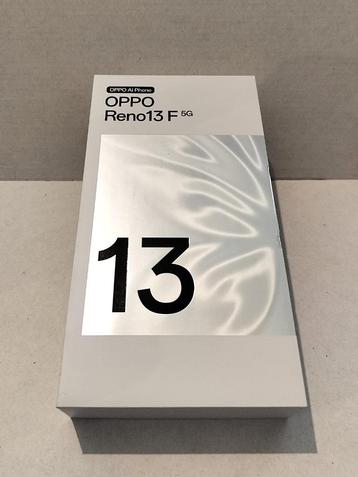 OPPO AI Phone
OPPO
Reno13 F 5G
13